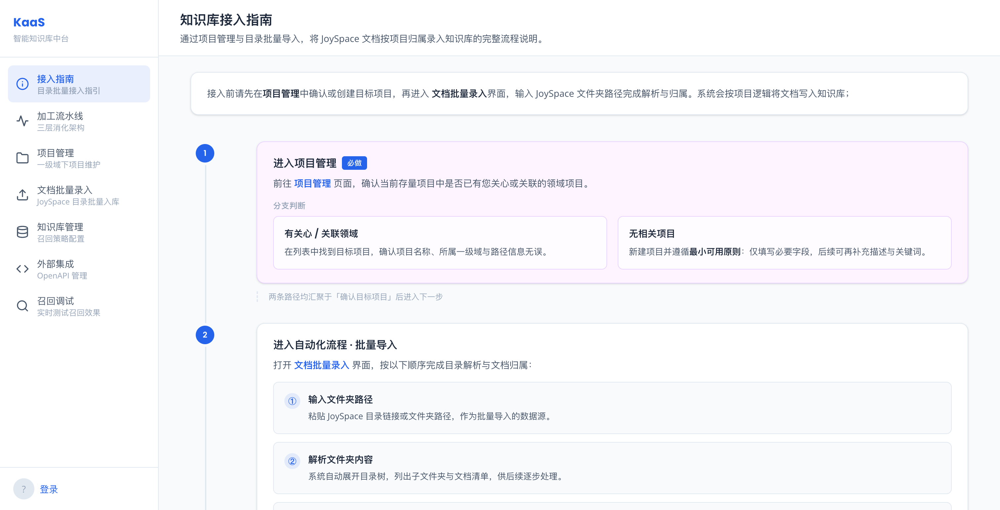 KaaS
智能知识库中台
接入指南
目录批量接入指引
加工流水线
三层消化架构
项目管理
一级域下项目维护
文档批量录入
JoySpace 目录批量入库
知识库管理
召回策略配置
外部集成
OpenAPI 管理
召回调试
实时测试召回效果
?
登录
知识库接入指南
通过项目管理与目录批量导入，将 JoySpace 文档按项目归属录入知识库的完整流程说明。
接入前请先在项目管理中确认或创建目标项目，再进入 文档批量录入界面，输入 JoySpace 文件夹路径完成解析与归属。系统会按项目逻辑将文档写入知识库；
1
进入项目管理 必做
前往 项目管理 页面，确认当前存量项目中是否已有您关心或关联的领域项目。
分支判断
有关心 / 关联领域
在列表中找到目标项目，确认项目名称、所属一级域与路径信息无误。
无相关项目
新建项目并遵循最小可用原则：仅填写必要字段，后续可再补充描述与关键词。
两条路径均汇聚于「确认目标项目」后进入下一步
2
进入自动化流程 · 批量导入
打开 文档批量录入 界面，按以下顺序完成目录解析与文档归属：
①
输入文件夹路径
粘贴 JoySpace 目录链接或文件夹路径，作为批量导入的数据源。
②
解析文件夹内容
系统自动展开目录树，列出子文件夹与文档清单，供后续逐步处理。